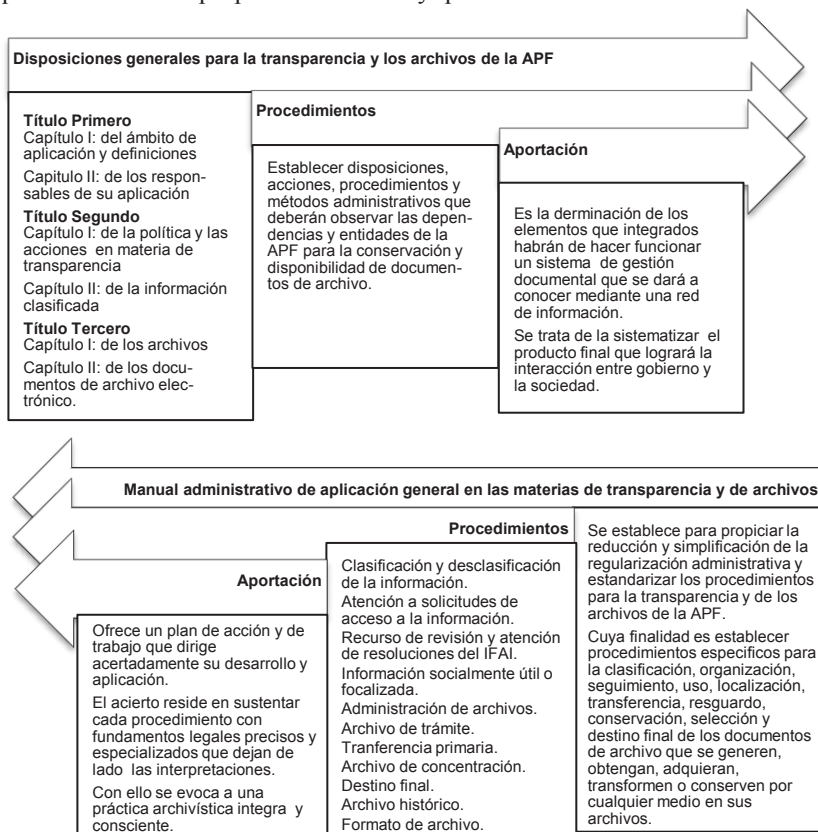 Disposiciones generales para la transparencia y los archivos de la APF
Título Primero
Capítulo I: del ámbito de
aplicación y definiciones
Capitulo II: de los respon-
sables de su aplicación
Título Segundo
Capítulo I: de la política y las
acciones en materia de
transparencia
Capítulo II: de la información
clasificada
Título Tercero
Capítulo I: de los archivos
Capítulo II: de los docu-
mentos de archivo elec-
trónico.
Procedimientos
Establecer disposiciones,
acciones, procedimientos y
métodos administrativos que
deberán observar las depen-
dencias y entidades de la
APF para la conservación y
disponibilidad de documen-
tos de archivo.
Aportación
Es la derminación de los
elementos que integrados
habrán de hacer funcionar
un sistema de gestión
documental que se dará a
conocer mediante una red
de información.
Se trata de la sistematizar el
producto final que logrará la
interacción entre gobierno y
la sociedad.
Manual administrativo de aplicación general en las materias de transparencia y de archivos
Se establece para propiciar la
reducción y simplificación de la
regularización administrativa y
estandarizar los procedimientos
para la transparencia y de los
archivos de la APF.
Cuya finalidad es establecer
procedimientos especificos para
la clasificación, organización,
seguimiento, uso, localización,
transferencia, resguardo,
conservación, selección y
destino final de los documentos
de archivo que se generen,
obtengan, adquieran,
transformen o conserven por
cualquier medio en sus
archivos.
Procedimientos
Clasificación y desclasificación
de la información.
Atención a solicitudes de
acceso a la información.
Recurso de revisión y atención
de resoluciones del IFAI.
Información socialmente útil o
focalizada.
Administración de archivos.
Archivo de trámite.
Tranferencia primaria.
Archivo de concentración.
Destino final.
Archivo histórico.
Formato de archivo.
Aportación
Ofrece un plan de acción y de
trabajo que dirige
acertadamente su desarrollo y
aplicación.
El acierto reside en sustentar
cada procedimiento con
fundamentos legales precisos y
especializados que dejan de
lado las interpretaciones.
Con ello se evoca a una
práctica archivística integra y
consciente.